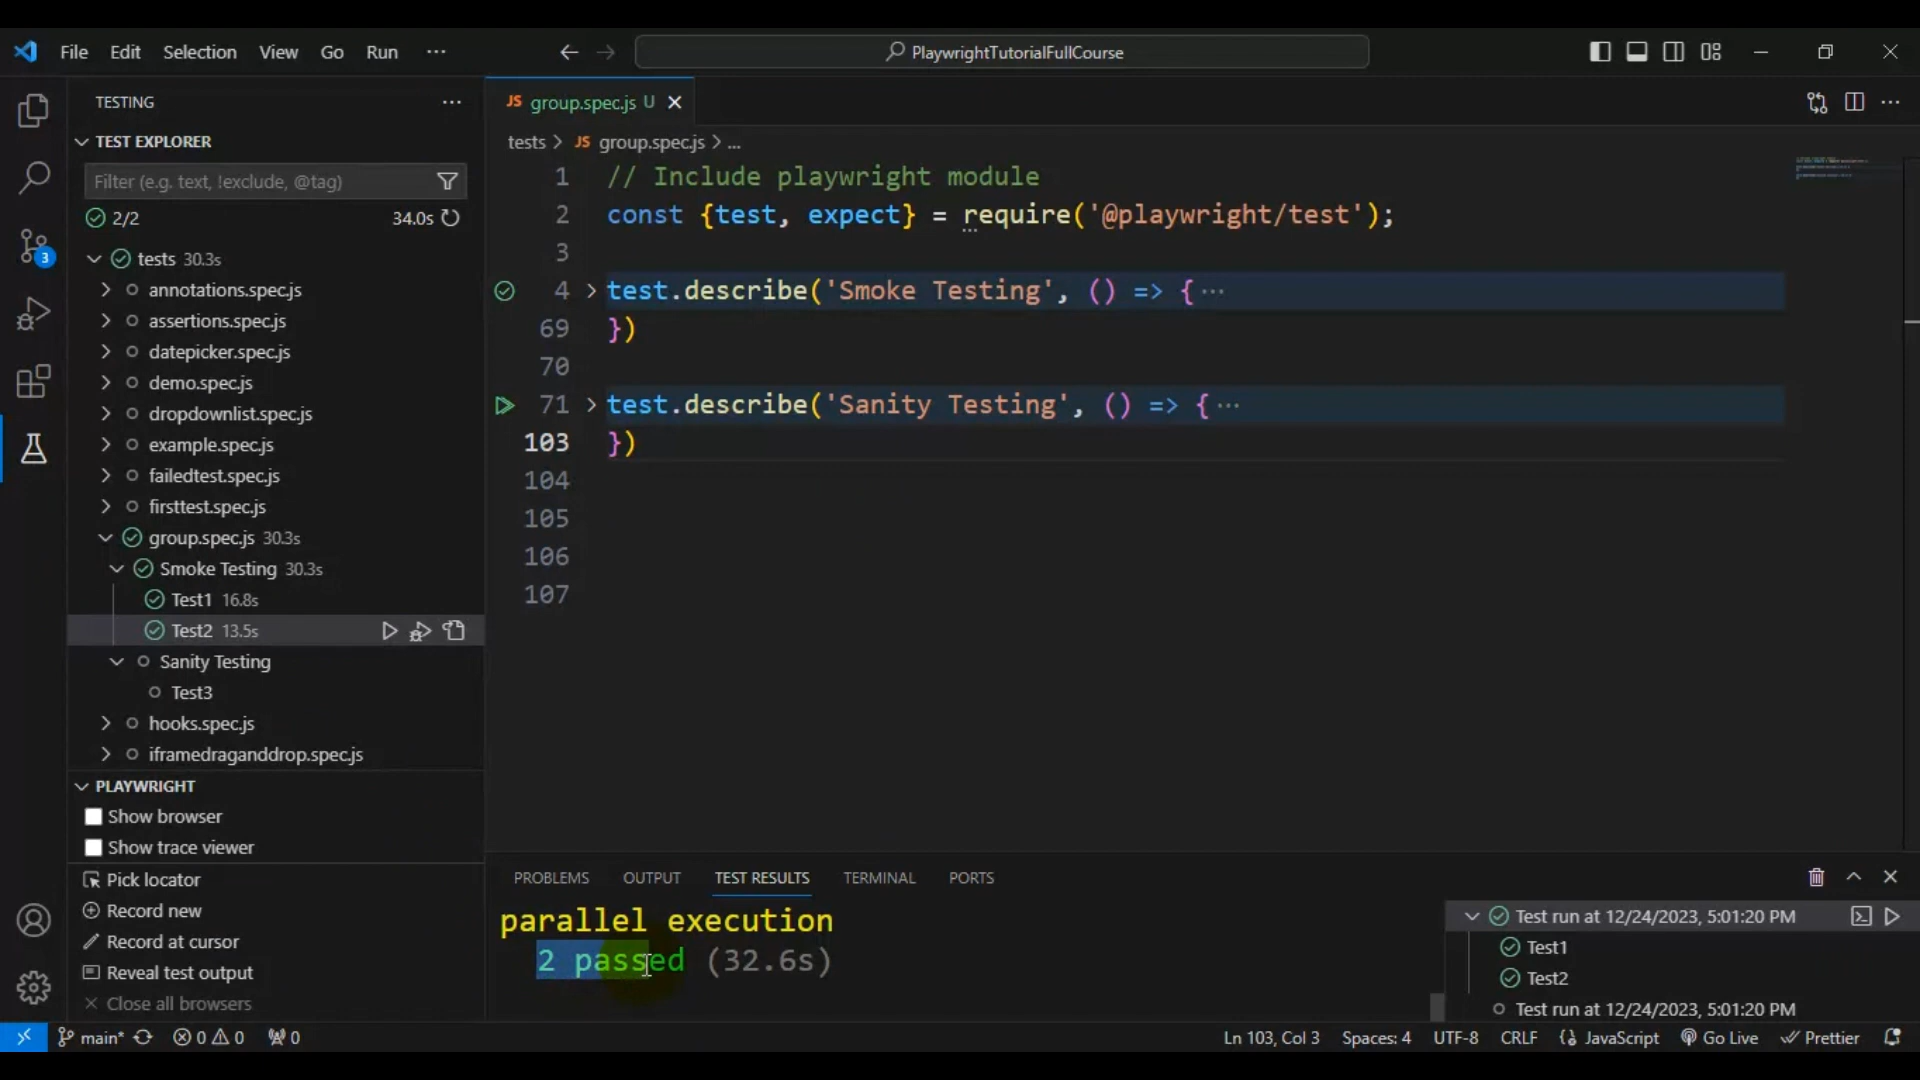 File Edit Selection View Go Run ···
PlaywrightTutorialFullCourse
TESTING
TEST EXPLORER
Filter (e.g. text, !exclude, @tag)
2/2 34.0s
3
tests 30.3s
annotations.spec.js
assertions.spec.js
datepicker.spec.js
demo.spec.js
dropdownlist.spec.js
example.spec.js
failedtest.spec.js
firsttest.spec.js
group.spec.js 30.3s
Smoke Testing 30.3s
Test1 16.8s
Test2 13.5s
Sanity Testing
Test3
hooks.spec.js
iframedraganddrop.spec.js
PLAYWRIGHT
Show browser
Show trace viewer
Pick locator
Record new
Record at cursor
Reveal test output
Close all browsers
JS group.spec.js U
tests > JS group.spec.js > ...
1 // Include playwright module
2 const {test, expect} = require('@playwright/test');
3
4 test.describe('Smoke Testing', () => {···
69 })
70
71 test.describe('Sanity Testing', () => {···
103 })
104
105
106
107
PROBLEMS OUTPUT TEST RESULTS TERMINAL PORTS
parallel execution
2 passed (32.6s)
Test run at 12/24/2023, 5:01:20 PM
Test1
Test2
Test run at 12/24/2023, 5:01:20 PM
main* 0 0 0 Ln 103, Col 3 Spaces: 4 UTF-8 CRLF JavaScript Go Live Prettier